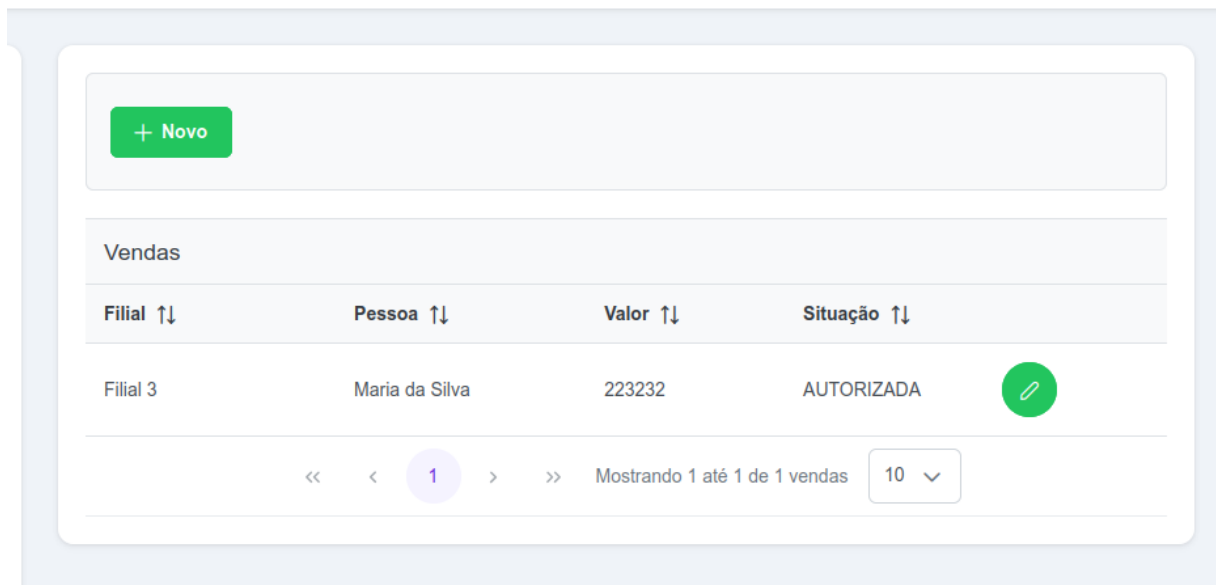 + Novo
Vendas
Filial ↑↓ Pessoa ↑↓ Valor ↑↓ Situação ↑↓
Filial 3 Maria da Silva 223232 AUTORIZADA
<< < 1 > >> Mostrando 1 até 1 de 1 vendas 10